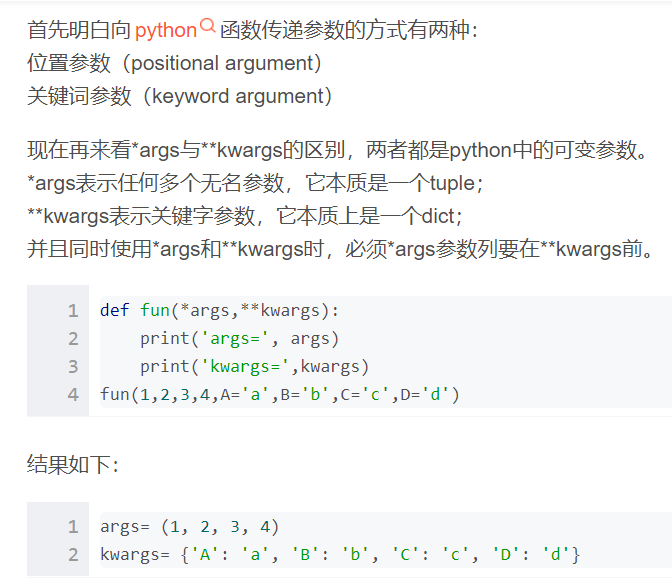 首先明白向 python 函数传递参数的方式有两种：
位置参数（positional argument）
关键词参数（keyword argument）
现在再来看*args与**kwargs的区别，两者都是python中的可变参数。
*args表示任何多个无名参数，它本质是一个tuple；
**kwargs表示关键字参数，它本质上是一个dict；
并且同时使用*args和**kwargs时，必须*args参数列要在**kwargs前。
1 def fun(*args,**kwargs):
2     print('args=', args)
3     print('kwargs=',kwargs)
4 fun(1,2,3,4,A='a',B='b',C='c',D='d')
结果如下：
1 args= (1, 2, 3, 4)
2 kwargs= {'A': 'a', 'B': 'b', 'C': 'c', 'D': 'd'}